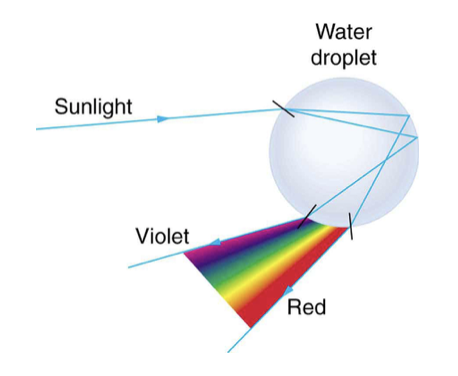 Water
droplet
Sunlight
Violet
Red